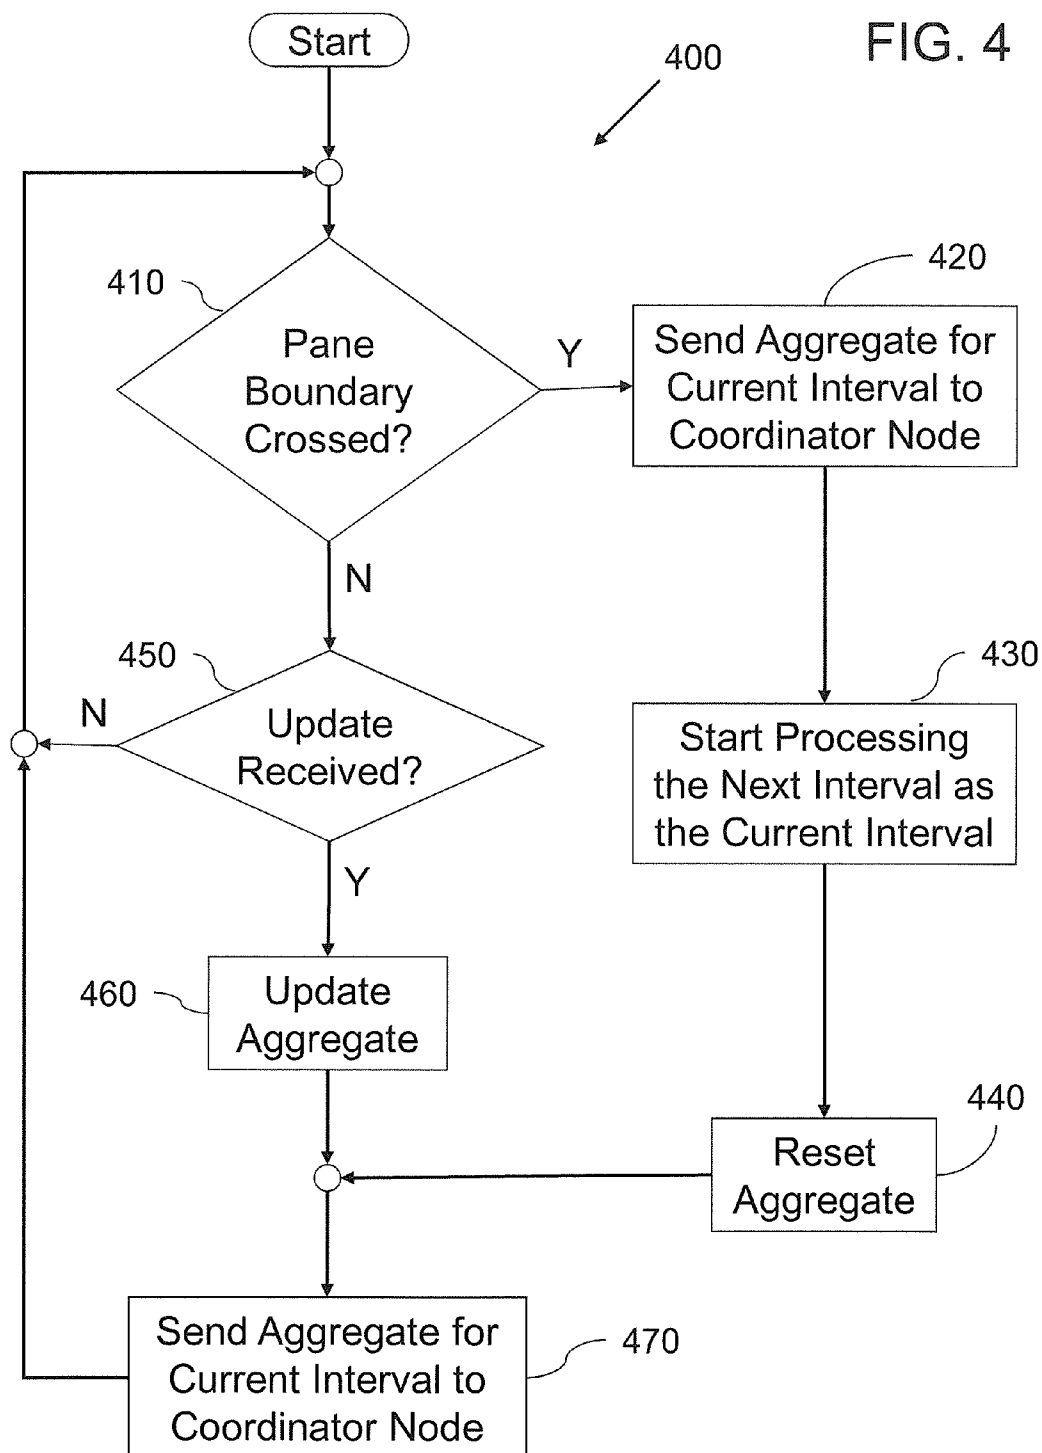 Start
FIG. 4
400
410
Pane
Boundary
Crossed?
Y
420
Send Aggregate for
Current Interval to
Coordinator Node
N
450
Update
Received?
N
430
Start Processing
the Next Interval as
the Current Interval
Y
460
Update
Aggregate
440
Reset
Aggregate
Send Aggregate for
Current Interval to
Coordinator Node
470